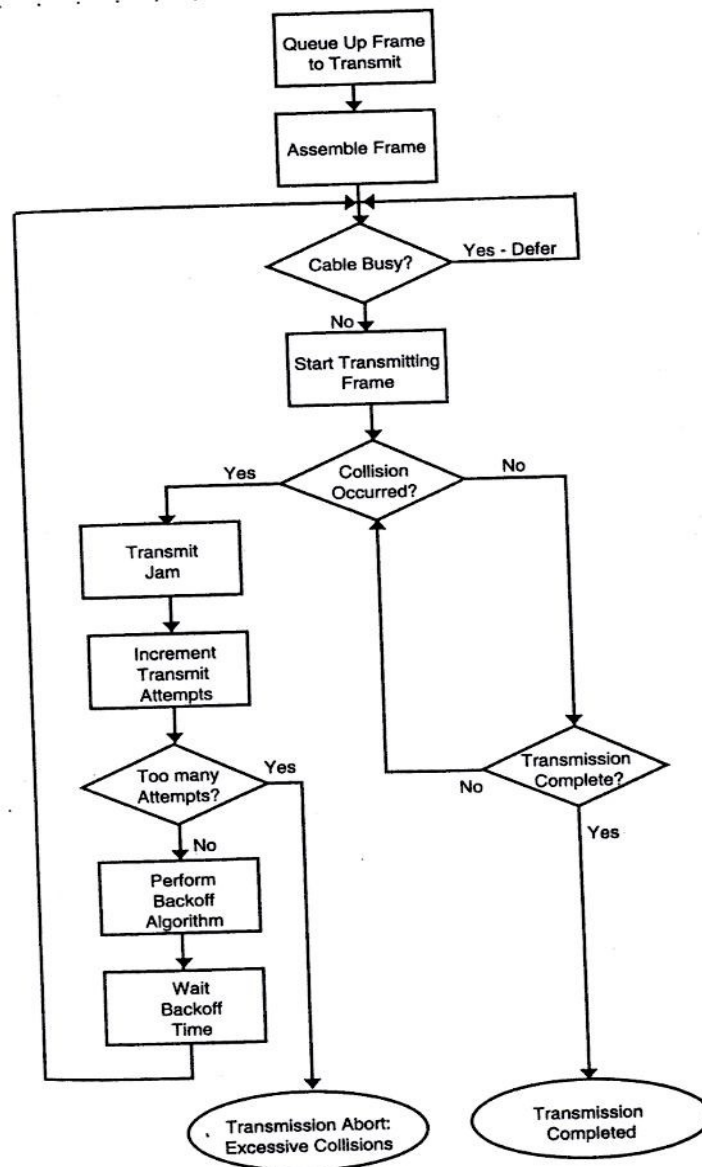 Queue Up Frame
to Transmit
Assemble Frame
Cable Busy?
Yes - Defer
No
Start Transmitting
Frame
Collision
Occurred?
Yes
No
Transmit
Jam
Increment
Transmit
Attempts
Too many
Attempts?
Yes
No
Transmission
Complete?
No
Yes
Perform
Backoff
Algorithm
Wait
Backoff
Time
Transmission Abort:
Excessive Collisions
Transmission
Completed